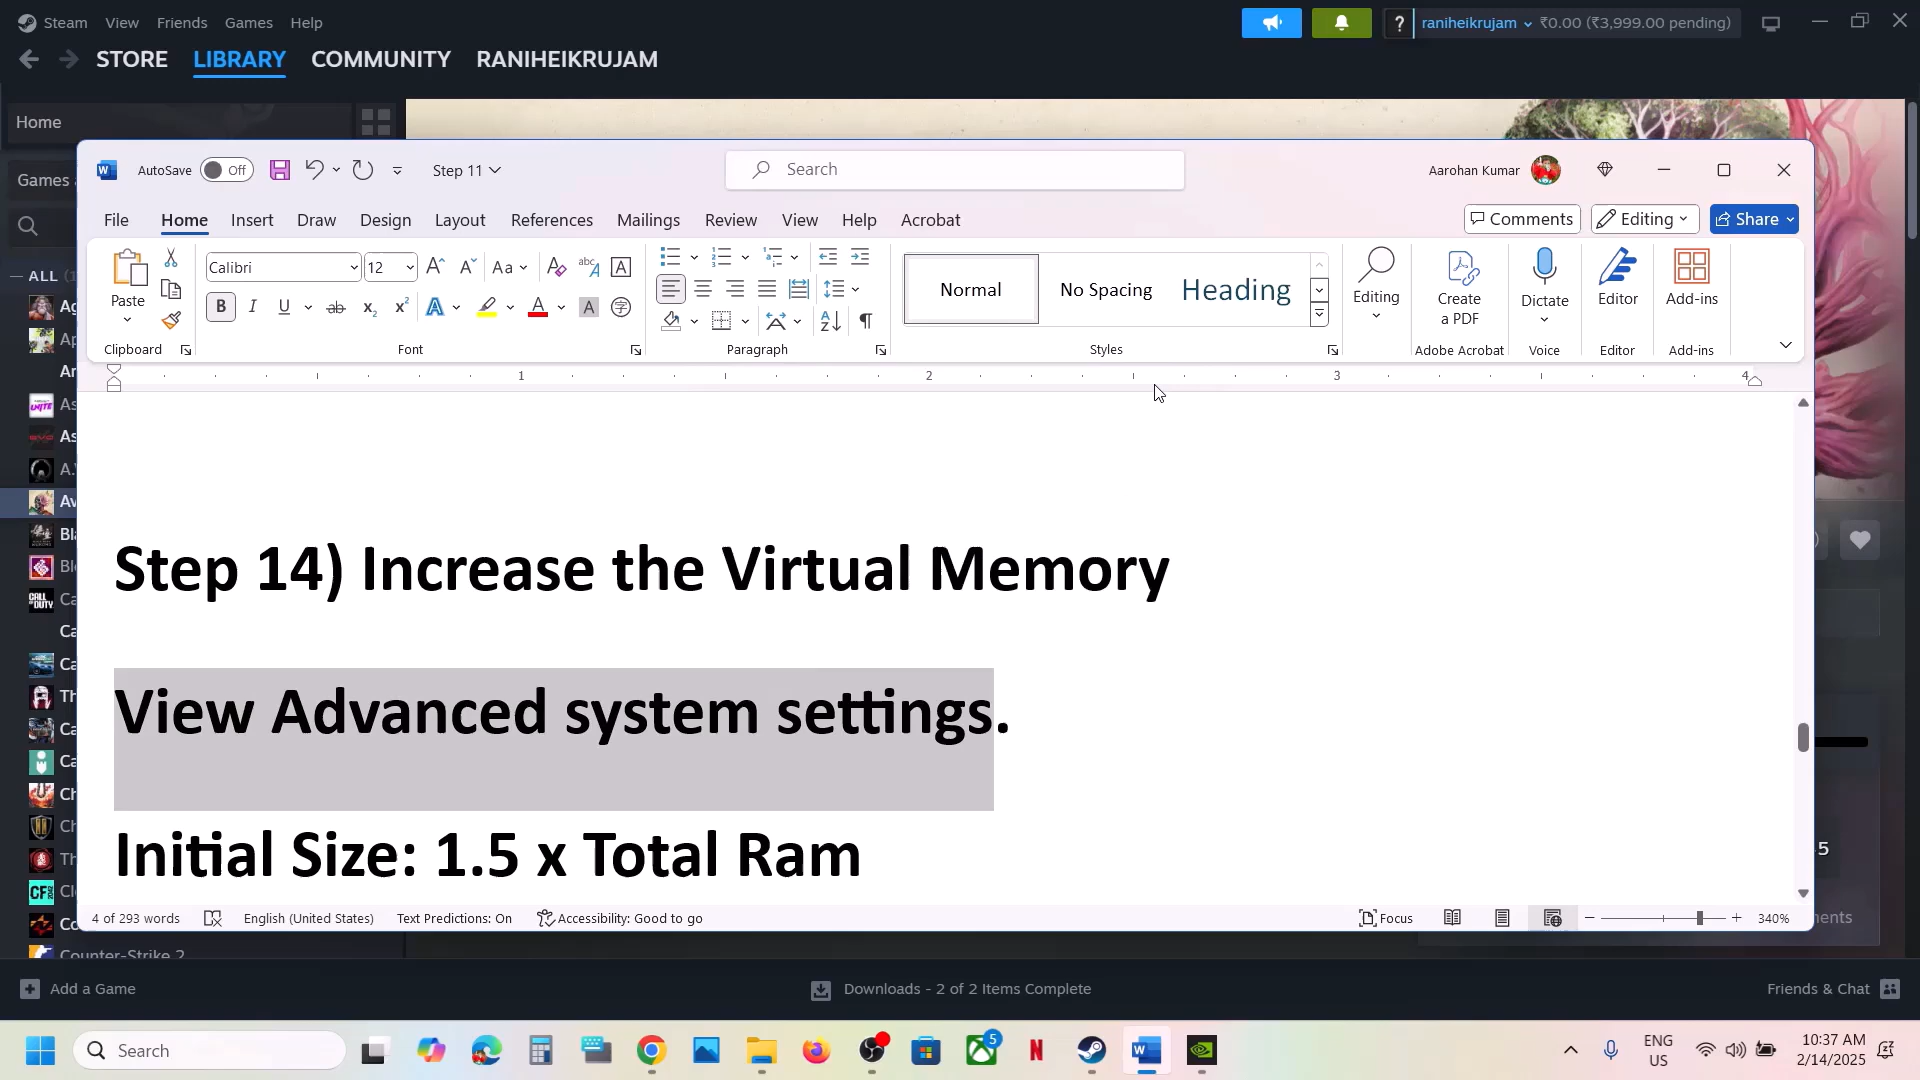 Steam View Friends Games Help
? raniheikrujam ₹0.00 (₹3,999.00 pending)
STORE LIBRARY COMMUNITY RANIHEIKRUJAM
Home
Games
AutoSave Off Step 11
Search
Aarohan Kumar
File Home Insert Draw Design Layout References Mailings Review View Help Acrobat
Comments Editing Share
Paste
Clipboard
Calibri 12
Font
Paragraph
Normal No Spacing Heading
Styles
Editing
Create a PDF
Adobe Acrobat
Dictate
Voice
Editor
Editor
Add-ins
Add-ins
1 2 3 4
ALL
Step 14) Increase the Virtual Memory
View Advanced system settings.
Initial Size: 1.5 x Total Ram
4 of 293 words English (United States) Text Predictions: On Accessibility: Good to go Focus 340%
Counter-Strike 2
Add a Game
Downloads - 2 of 2 Items Complete
Friends & Chat
Search
ENG
US
10:37 AM
2/14/2025